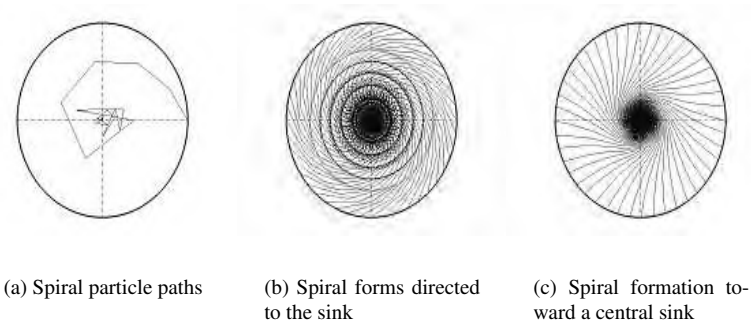 (a) Spiral particle paths
(b) Spiral forms directed
to the sink
(c) Spiral formation to-
ward a central sink